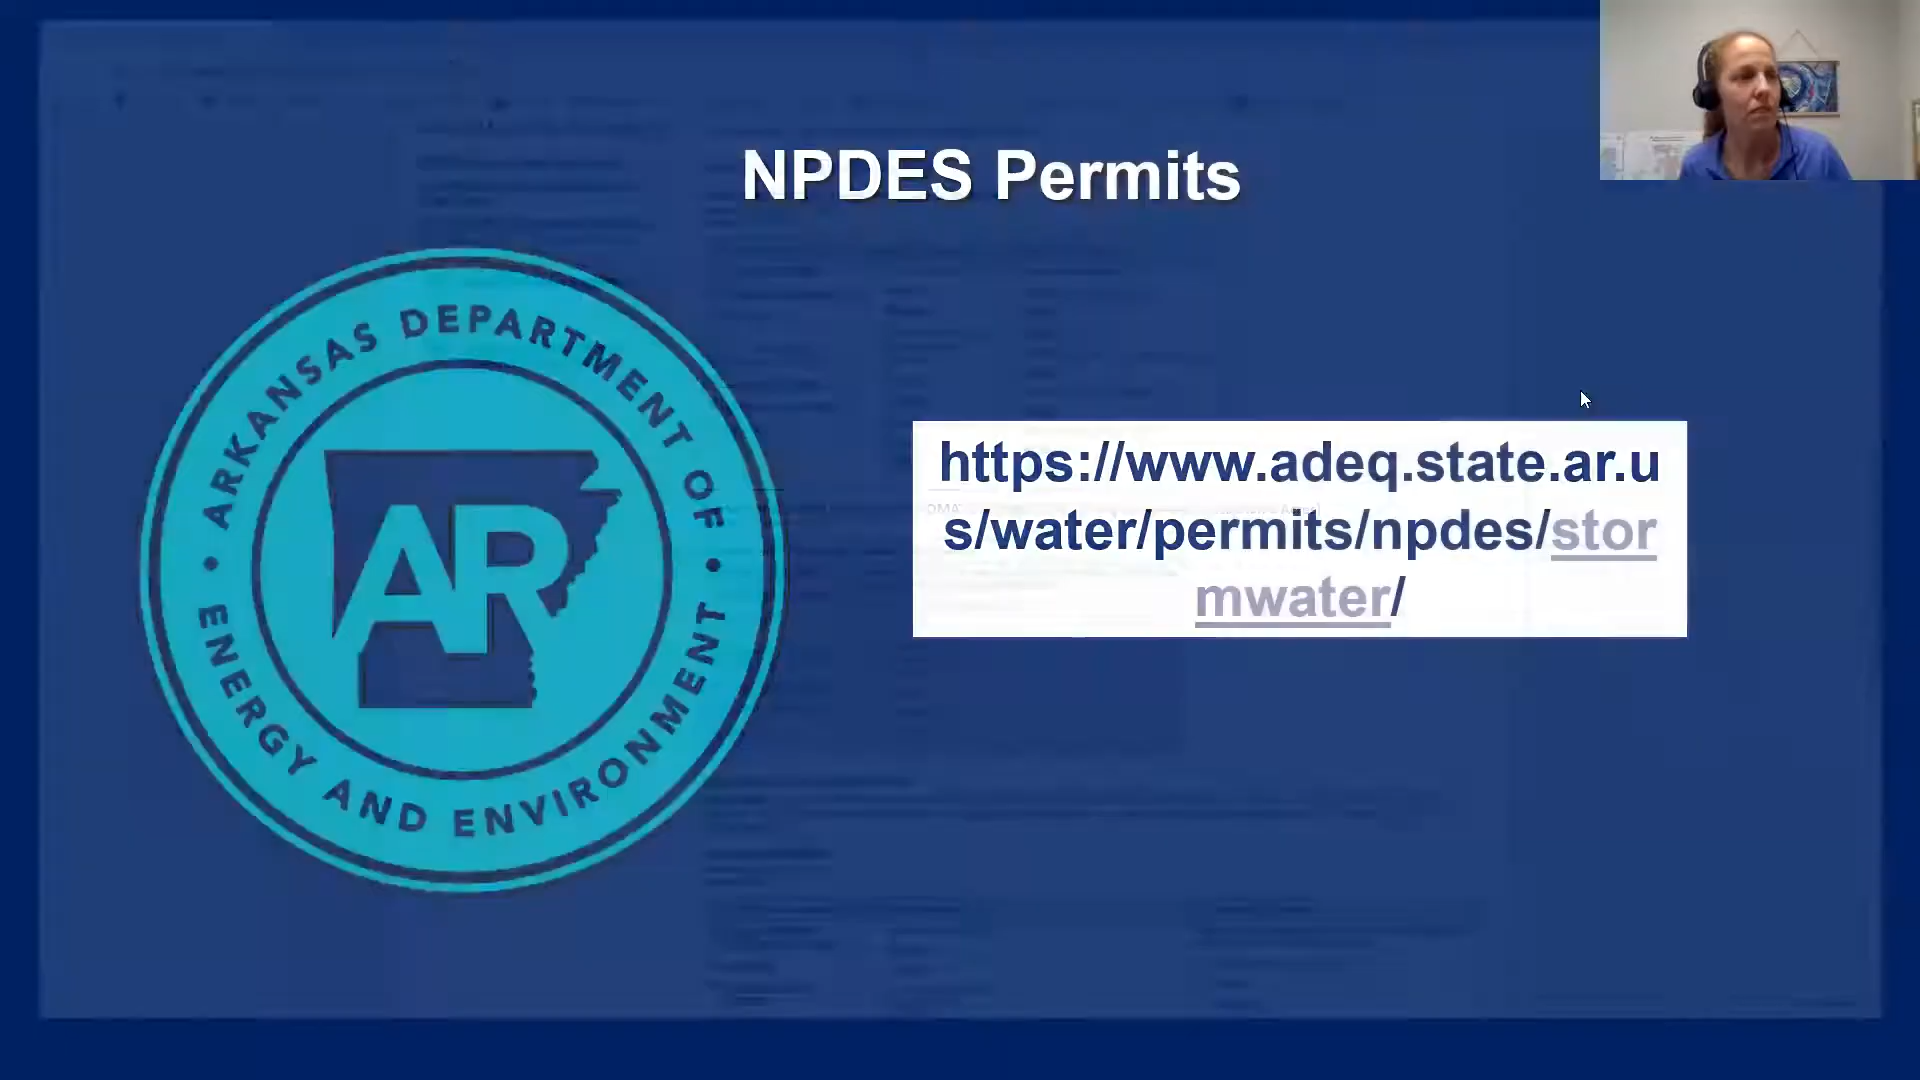 NPDES Permits
ARKANSAS DEPARTMENT OF
ENERGY AND ENVIRONMENT
AR
https://www.adeq.state.ar.u
s/water/permits/npdes/stor
mwater/